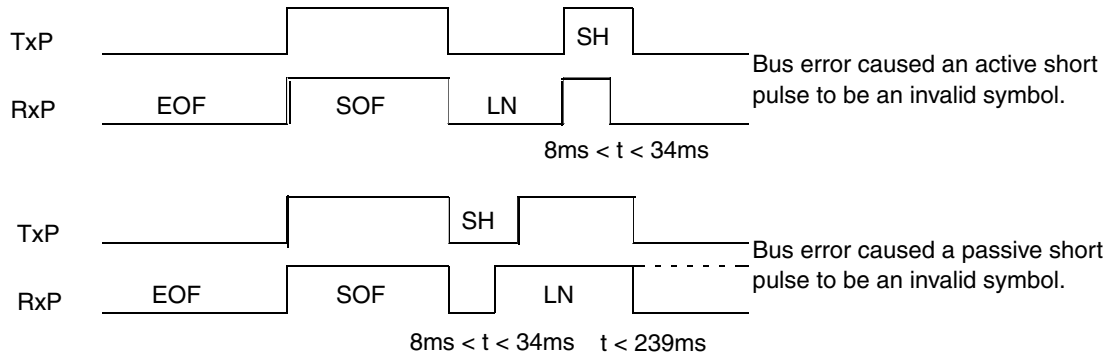 TxP
SH
RxP
EOF
SOF
LN
Bus error caused an active short
pulse to be an invalid symbol.
8ms < t < 34ms
TxP
SH
RxP
EOF
SOF
LN
Bus error caused a passive short
pulse to be an invalid symbol.
8ms < t < 34ms
t < 239ms